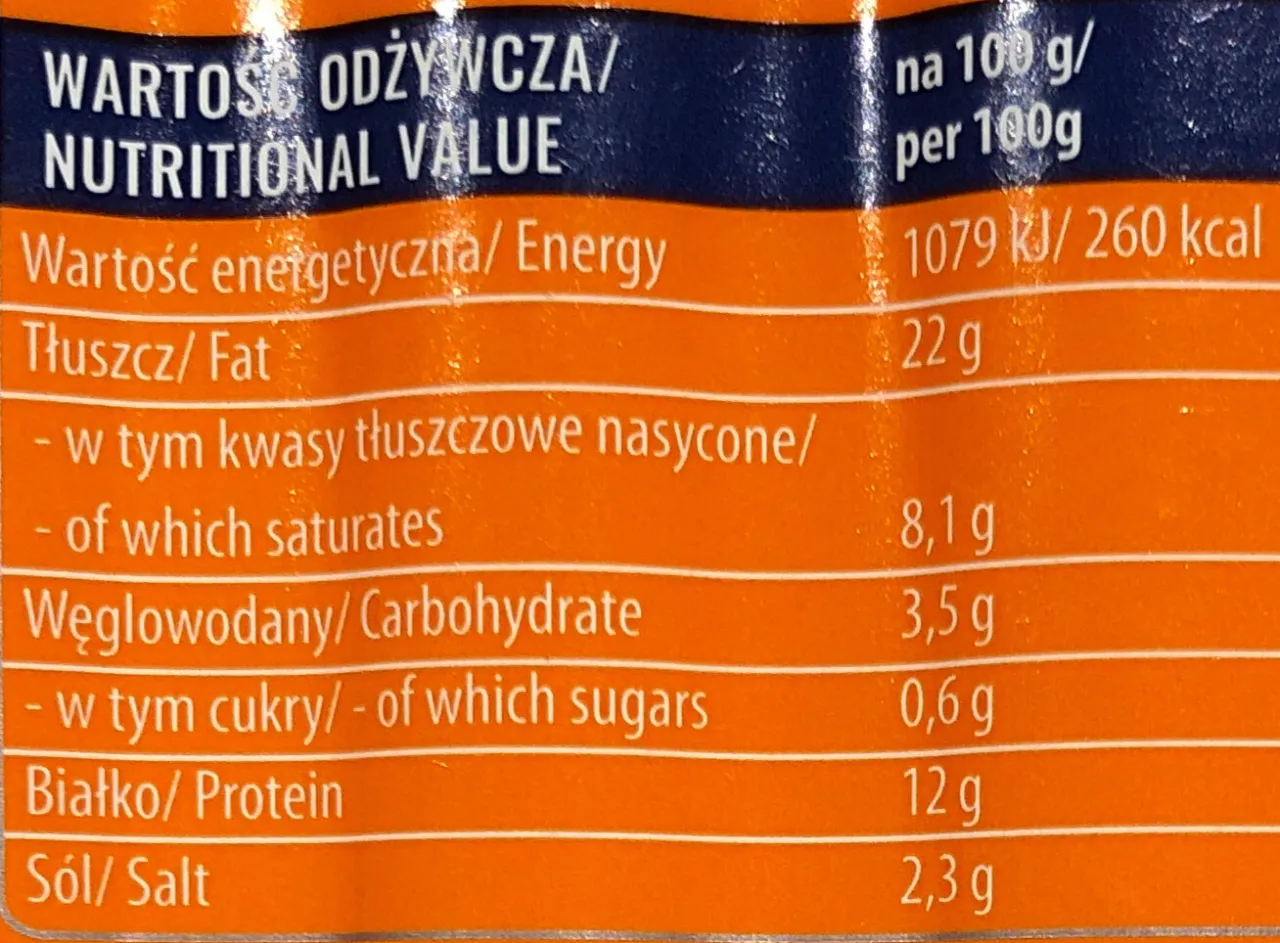 WARTOŚĆ ODŻYWCZA/ na 100 g/
NUTRITIONAL VALUE per 100g
Wartość energetyczna/ Energy 1079 kJ/ 260 kcal
Tłuszcz/ Fat 22 g
- w tym kwasy tłuszczowe nasycone/
- of which saturates 8,1 g
Węglowodany/ Carbohydrate 3,5 g
- w tym cukry/ - of which sugars 0,6 g
Białko/ Protein 12 g
Sól/ Salt 2,3 g